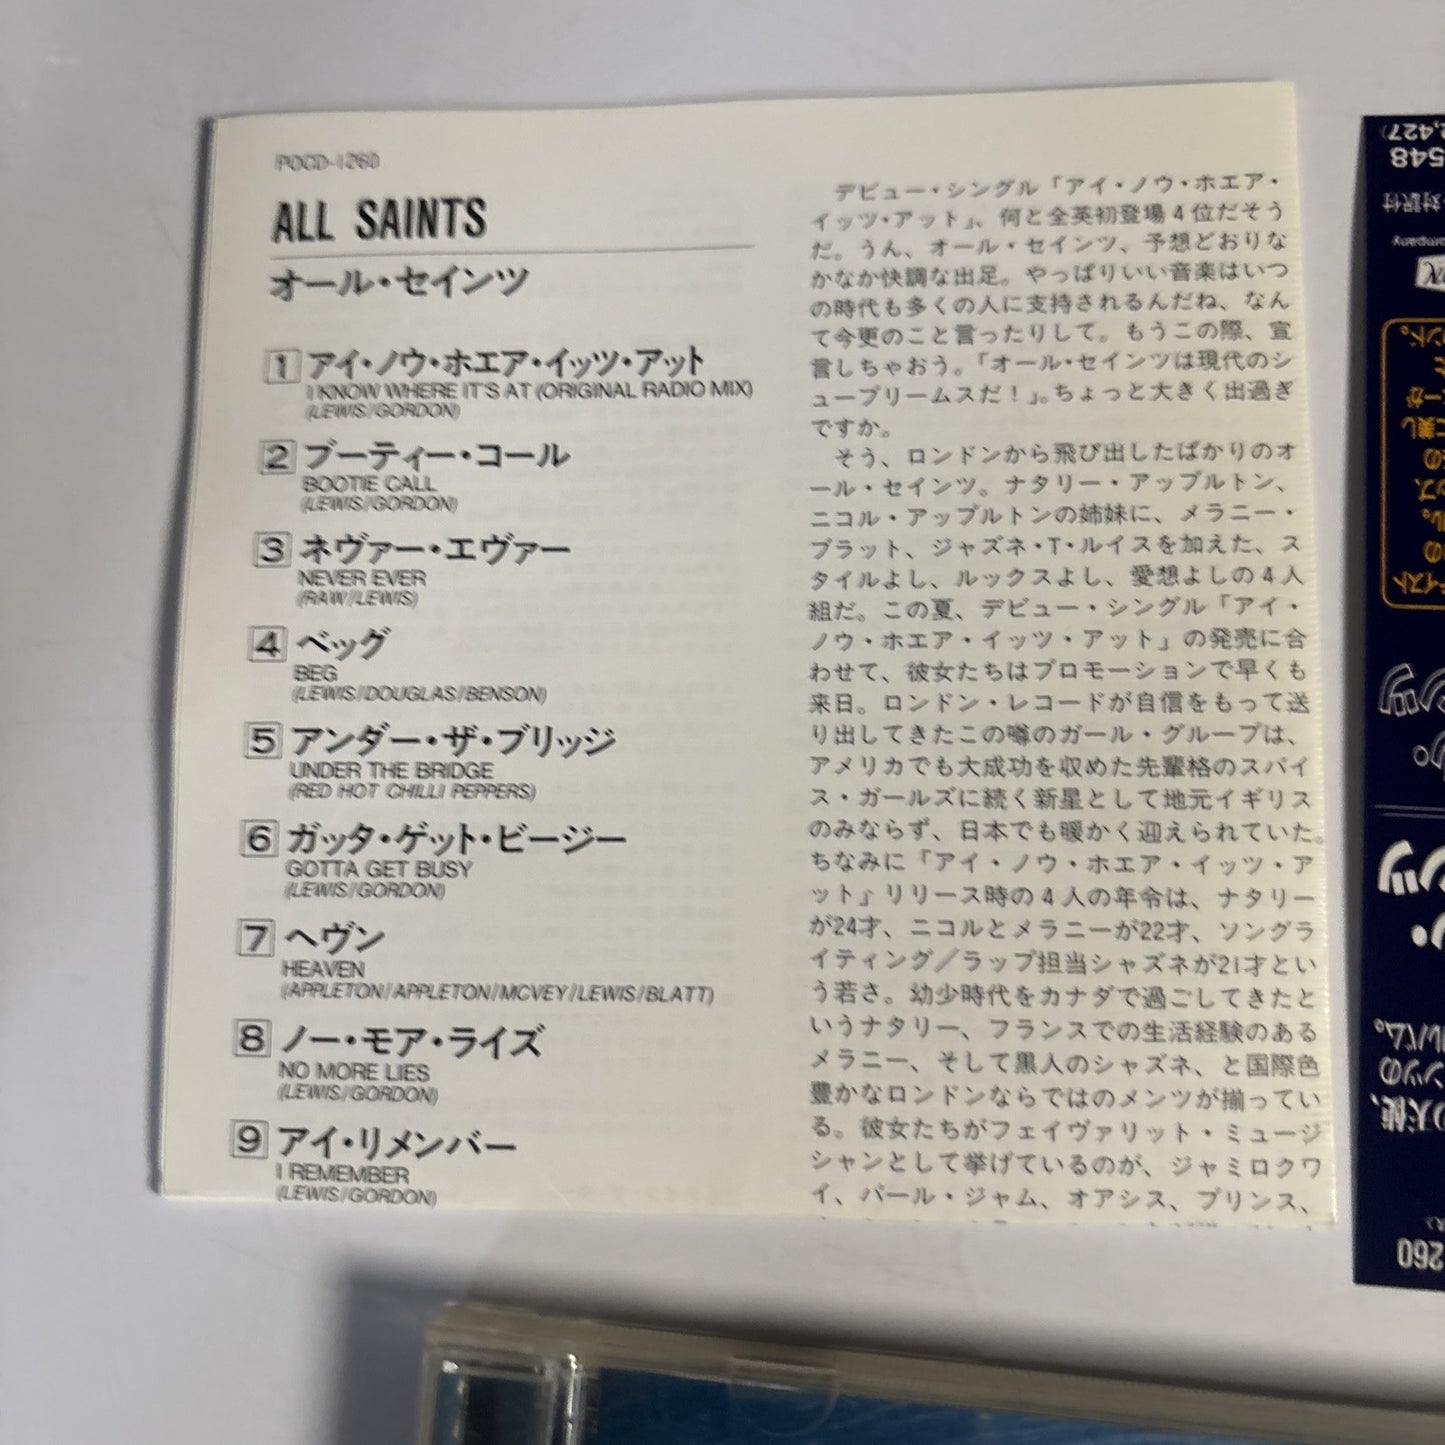 POCD-1260
ALL SAINTS
オール・セインツ
1 アイ・ノウ・ホエア・イッツ・アット
I KNOW WHERE IT'S AT (ORIGINAL RADIO MIX)
(LEWIS/GORDON)
2 ブーティー・コール
BOOTIE CALL
(LEWIS/GORDON)
3 ネヴァー・エヴァー
NEVER EVER
(RAW/LEWIS)
4 ベッグ
BEG
(LEWIS/DOUGLAS/BENSON)
5 アンダー・ザ・ブリッジ
UNDER THE BRIDGE
(RED HOT CHILLI PEPPERS)
6 ガッタ・ゲット・ビージー
GOTTA GET BUSY
(LEWIS/GORDON)
7 ヘヴン
HEAVEN
(APPLETON/APPLETON/MCVEY/LEWIS/BLATT)
8 ノー・モア・ライズ
NO MORE LIES
(LEWIS/GORDON)
9 アイ・リメンバー
I REMEMBER
(LEWIS/GORDON)
デビュー・シングル「アイ・ノウ・ホエア・
イッツ・アット」、何と全英初登場4位だそう
だ。うん、オール・セインツ、予想どおりな
かなか快調な出足。やっぱりいい音楽はいつ
の時代も多くの人に支持されるんだね、なん
て今更のこと言ったりして。もうこの際、宣
言しちゃおう。「オール・セインツは現代のシ
ュープリームスだ！」。ちょっと大きく出過ぎ
ですか。
そう、ロンドンから飛び出したばかりのオ
ール・セインツ。ナタリー・アップルトン、
ニコル・アップルトンの姉妹に、メラニー・
ブラット、ジャズネ・T・ルイスを加えた、ス
タイルよし、ルックスよし、愛想よしの4人
組だ。この夏、デビュー・シングル「アイ・
ノウ・ホエア・イッツ・アット」の発売に合
わせて、彼女たちはプロモーションで早くも
来日。ロンドン・レコードが自信をもって送
り出してきたこの噂のガール・グループは、
アメリカでも大成功を収めた先輩格のスパイ
ス・ガールズに続く新星として地元イギリス
のみならず、日本でも暖かく迎えられていた。
ちなみに「アイ・ノウ・ホエア・イッツ・ア
ット」リリース時の4人の年令は、ナタリー
が24才、ニコルとメラニーが22才、ソングラ
イティング／ラップ担当シャズネが21才とい
う若さ。幼少時代をカナダで過ごしてきたと
いうナタリー、フランスでの生活経験のある
メラニー、そして黒人のシャズネ、と国際色
豊かなロンドンならではのメンツが揃ってい
る。彼女たちがフェイヴァリット・ミュージ
シャンとして挙げているのが、ジャミロクワ
イ、パール・ジャム、オアシス、プリンス、
548
対訳付
260